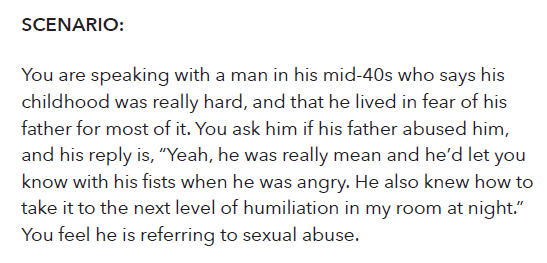 SCENARIO:
You are speaking with a man in his mid-40s who says his
childhood was really hard, and that he lived in fear of his
father for most of it. You ask him if his father abused him,
and his reply is, “Yeah, he was really mean and he’d let you
know with his fists when he was angry. He also knew how to
take it to the next level of humiliation in my room at night.”
You feel he is referring to sexual abuse.